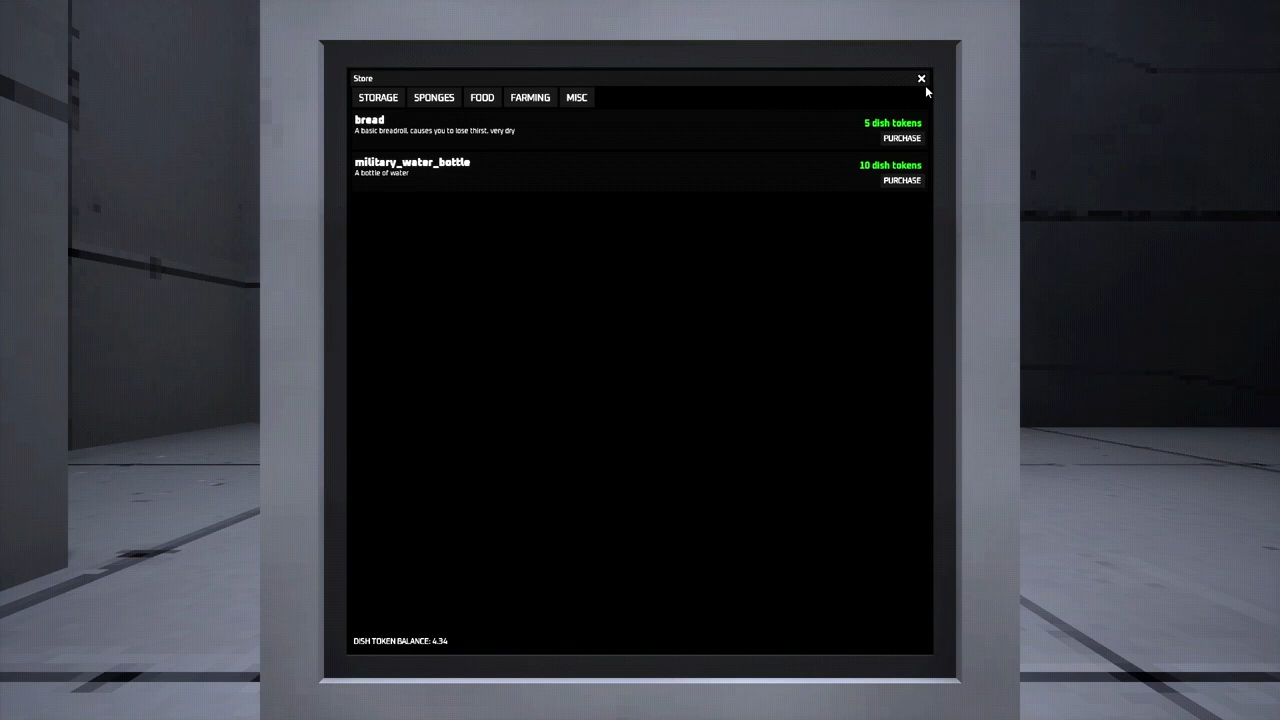 Store
STORAGE SPONGES FOOD FARMING MISC
bread
A basic breadroll, causes you to lose thirst, very dry
5 dish tokens
PURCHASE
military_water_bottle
A bottle of water
10 dish tokens
PURCHASE
DISH TOKEN BALANCE: 4.34